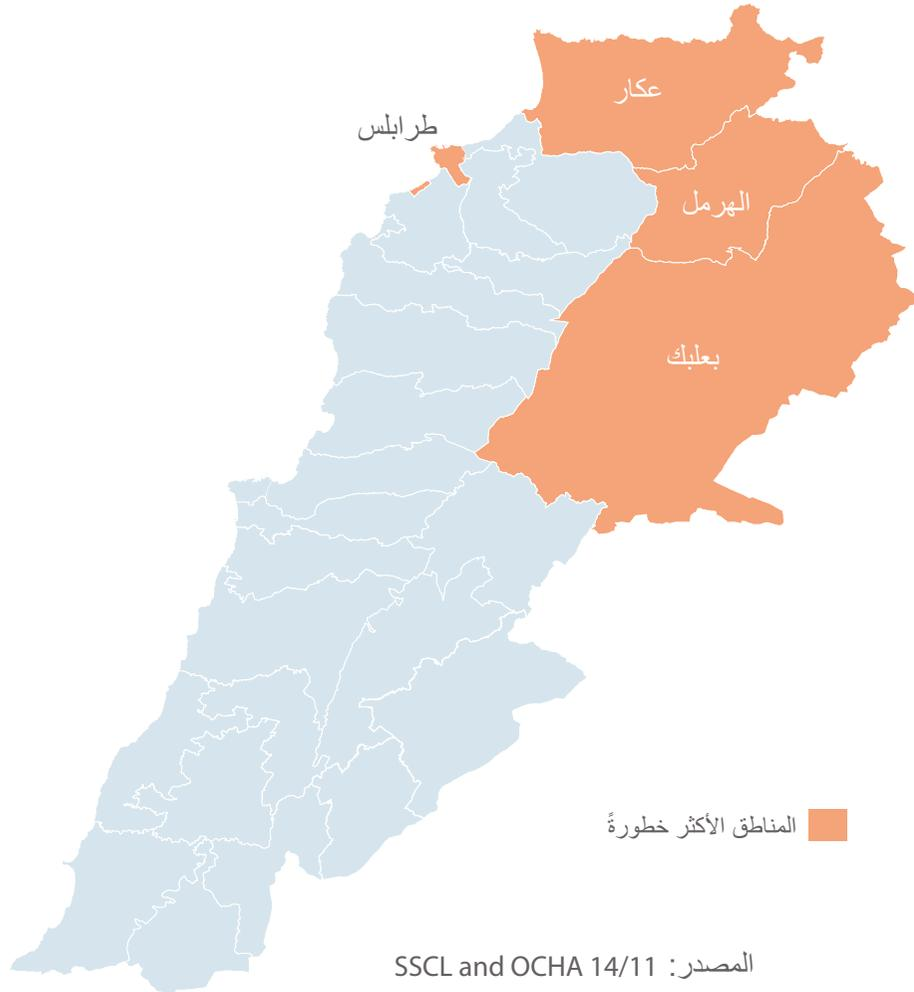 عكار
طرابلس
الهرمل
بعلبك
المناطق الأكثر خطورةً
المصدر: SSCL and OCHA 14/11